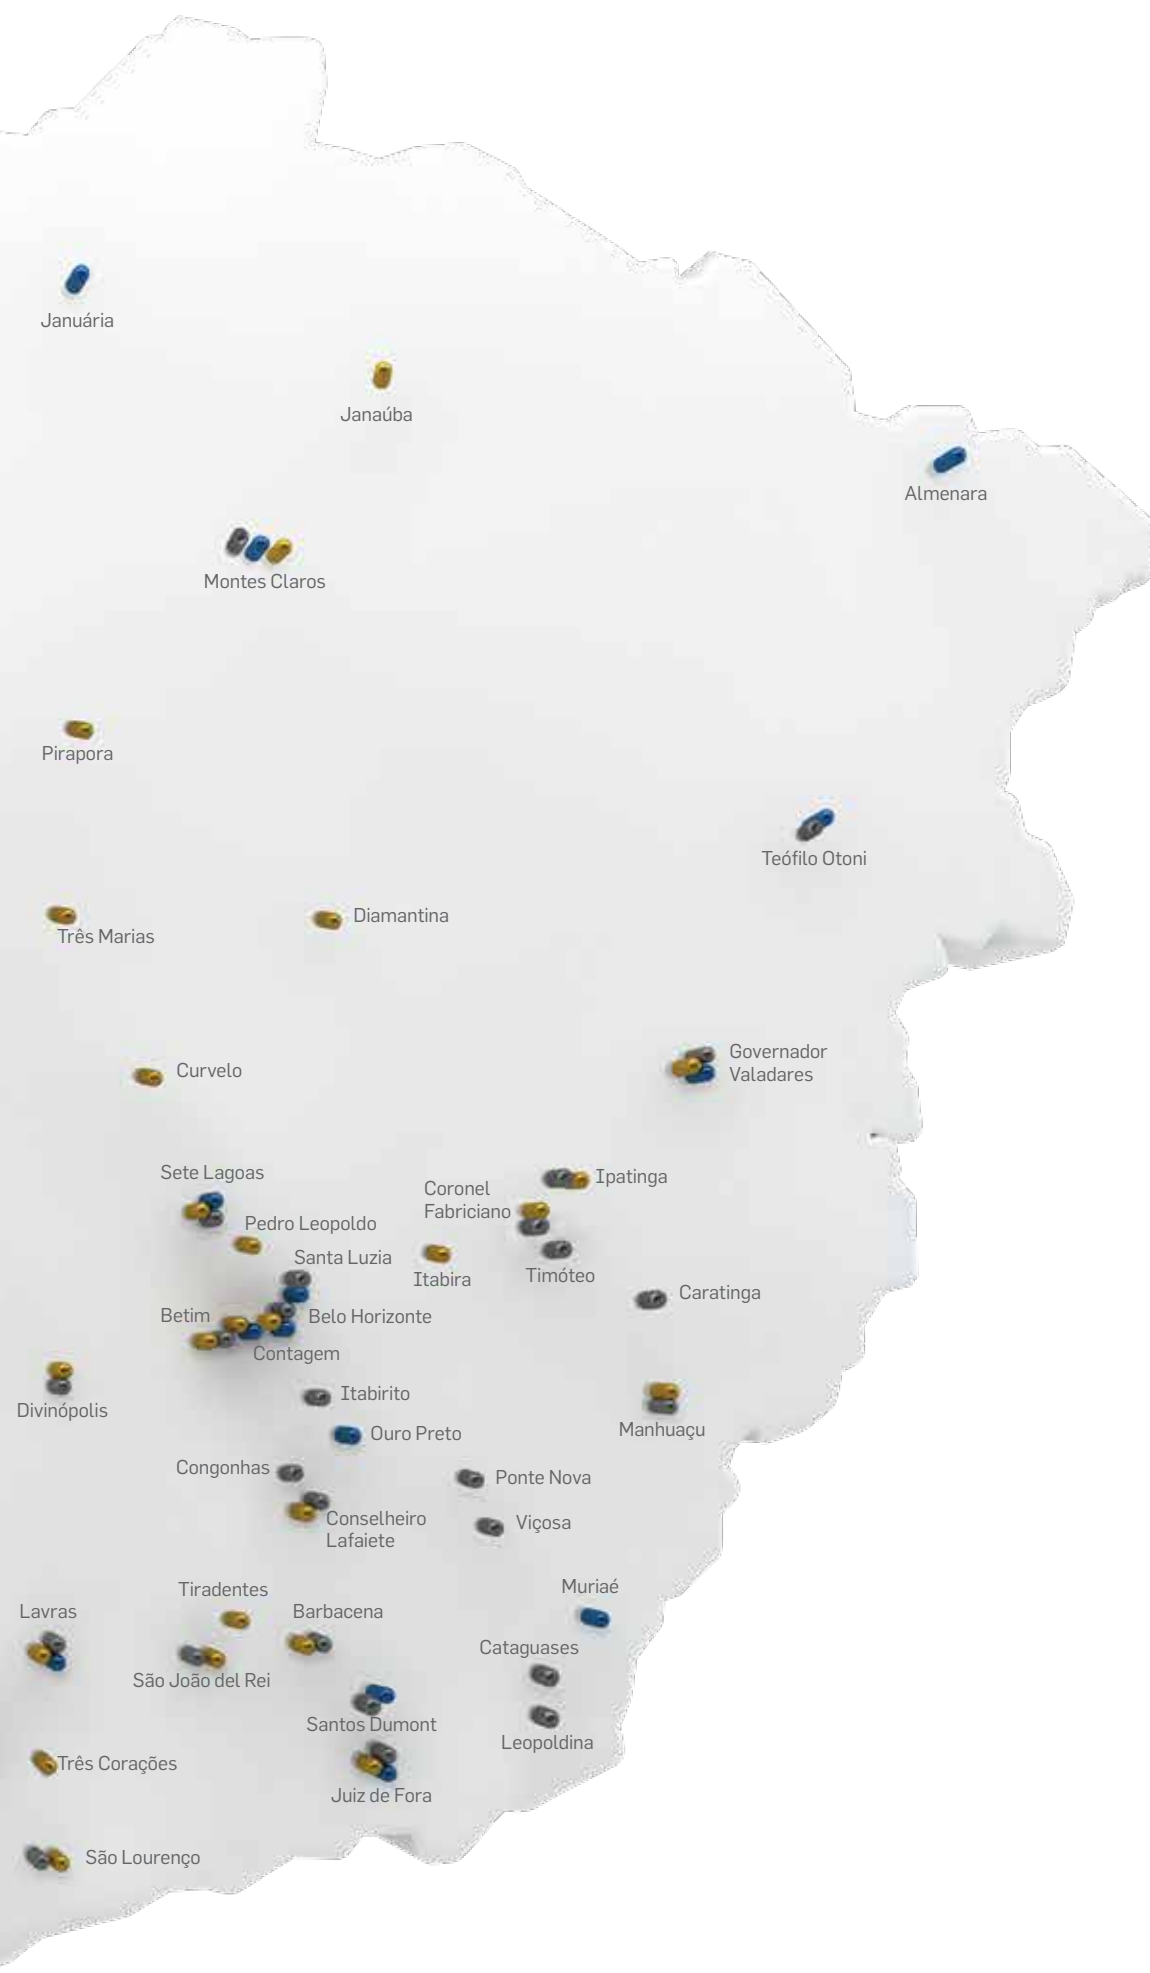 Januária
Janaúba
Almenara
Montes Claros
Pirapora
Teófilo Otoni
Três Marias
Diamantina
Curvelo
Governador
Valadares
Sete Lagoas
Ipatinga
Coronel
Fabriciano
Pedro Leopoldo
Santa Luzia
Itabira
Timóteo
Caratinga
Betim
Belo Horizonte
Contagem
Itabirito
Divinópolis
Manhuaçu
Ouro Preto
Congonhas
Ponte Nova
Conselheiro
Lafaiete
Viçosa
Tiradentes
Muriaé
Lavras
Barbacena
Cataguases
São João del Rei
Santos Dumont
Leopoldina
Três Corações
Juiz de Fora
São Lourenço